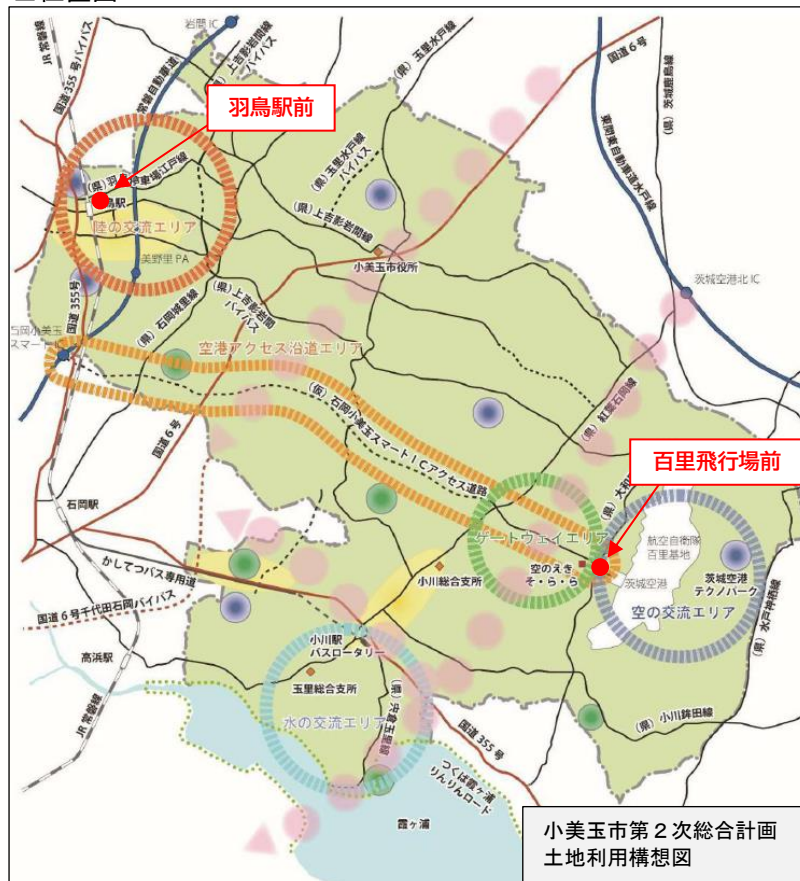 岩間IC
JR常磐線
国道355号バイパス
常磐自動車道
(県)上吉影岩間線
バイパス
(県)玉里水戸線
国道6号
(県)茨城鹿島線
東関東自動車道水戸線
羽鳥駅前
陸の交流エリア
美野里PA
(県)玉里水戸線
バイパス
(県)上吉影岩間線
小美玉市役所
茨城空港北IC
国道355号
石岡小美玉
スマートIC
(県)石岡城里線
(県)上吉影岩間
バイパス
空港アクセス沿道エリア
(仮)石岡小美玉スマートICアクセス道路
国道6号
(県)紅葉石岡線
百里飛行場前
石岡駅
ゲートウェイエリア
航空自衛隊
百里基地
かしてつバス専用道
小川総合支所
空のえき
そ・ら・ら
茨城空港
茨城空港
テクノパーク
空の交流エリア
国道6号千代田石岡バイパス
(県)水戸神栖線
高浜駅
小川駅
バスロータリー
玉里総合支所
水の交流エリア
(県)小川鉾田線
JR常磐線
国道355号
つくば霞ヶ浦
りんりんロード
霞ヶ浦
小美玉市第2次総合計画
土地利用構想図